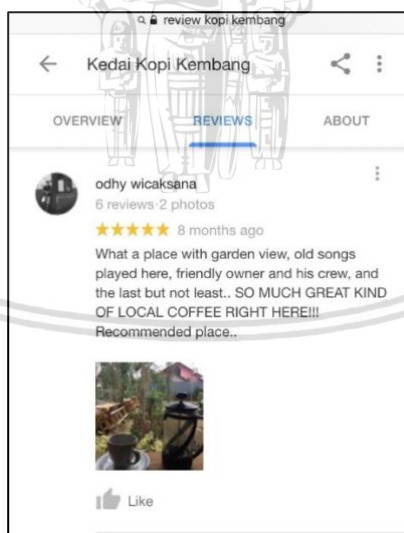 review kopi kembang
Kedai Kopi Kembang
OVERVIEW REVIEWS ABOUT
odhy wicaksana
6 reviews·2 photos
★★★★★ 8 months ago
What a place with garden view, old songs
played here, friendly owner and his crew, and
the last but not least.. SO MUCH GREAT KIND
OF LOCAL COFFEE RIGHT HERE!!!
Recommended place..
Like